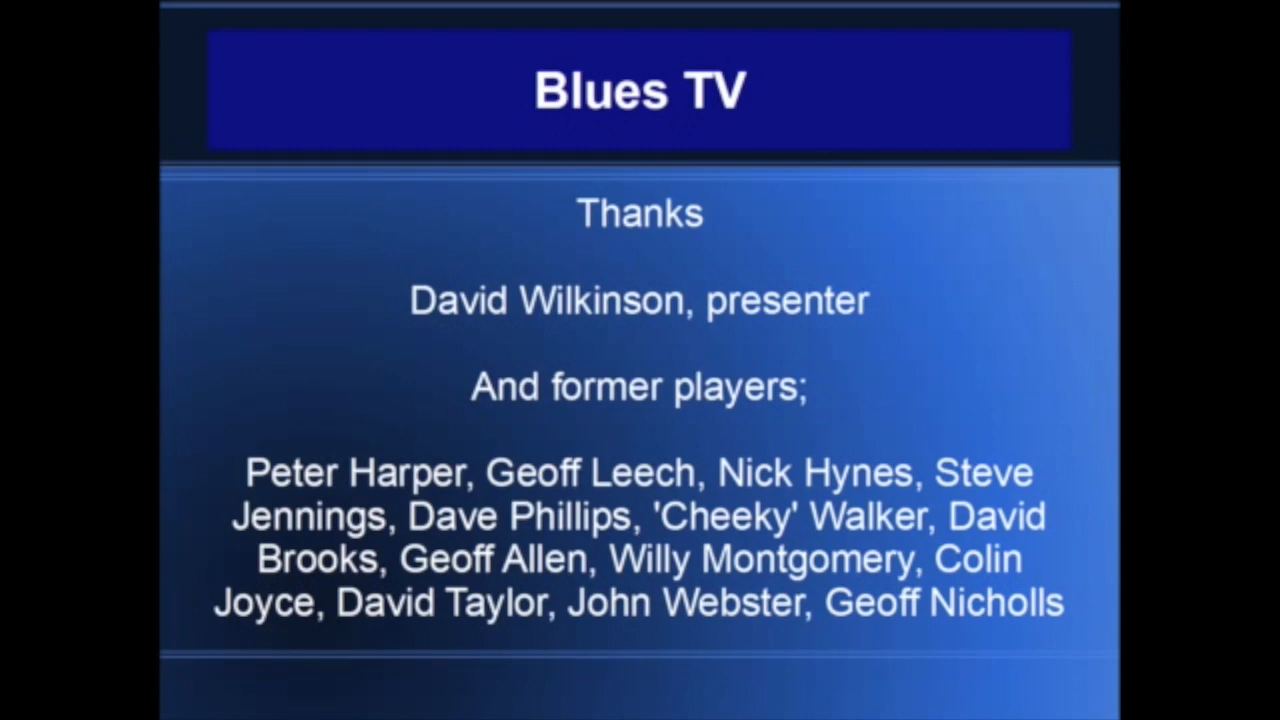 Blues TV
Thanks
David Wilkinson, presenter
And former players;
Peter Harper, Geoff Leech, Nick Hynes, Steve
Jennings, Dave Phillips, 'Cheeky' Walker, David
Brooks, Geoff Allen, Willy Montgomery, Colin
Joyce, David Taylor, John Webster, Geoff Nicholls